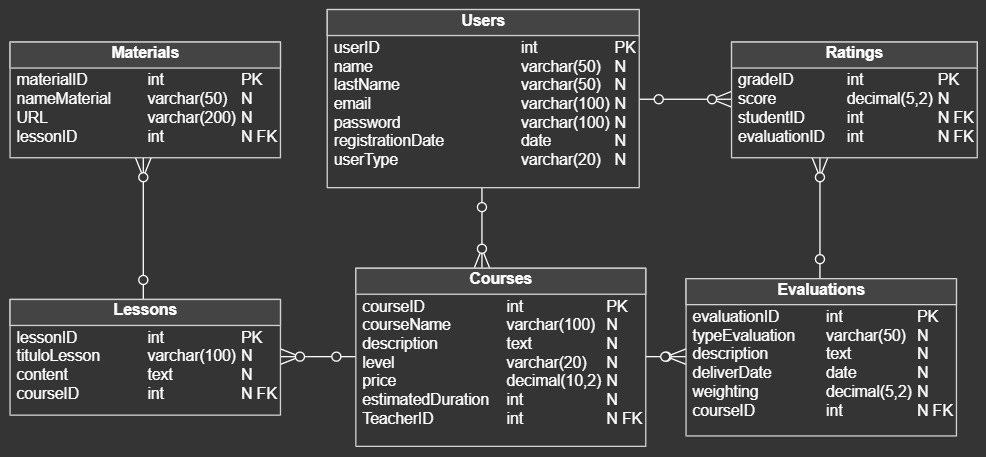 Users
userID int PK
name varchar(50) N
lastName varchar(50) N
email varchar(100) N
password varchar(100) N
registrationDate date N
userType varchar(20) N
Materials
materialID int PK
nameMaterial varchar(50) N
URL varchar(200) N
lessonID int N FK
Ratings
gradeID int PK
score decimal(5,2) N
studentID int N FK
evaluationID int N FK
Lessons
lessonID int PK
tituloLesson varchar(100) N
content text N
courseID int N FK
Courses
courseID int PK
courseName varchar(100) N
description text N
level varchar(20) N
price decimal(10,2) N
estimatedDuration int N
TeacherID int N FK
Evaluations
evaluationID int PK
typeEvaluation varchar(50) N
description text N
deliverDate date N
weighting decimal(5,2) N
courseID int N FK